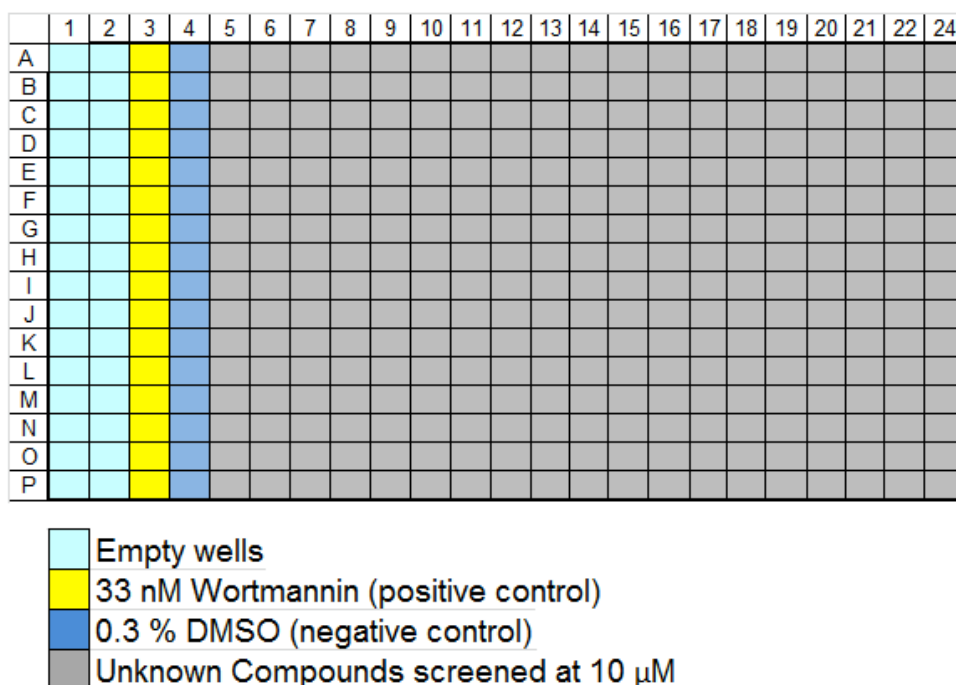 1 2 3 4 5 6 7 8 9 10 11 12 13 14 15 16 17 18 19 20 21 22 24
A
B
C
D
E
F
G
H
I
J
K
L
M
N
O
P
Empty wells
33 nM Wortmannin (positive control)
0.3 % DMSO (negative control)
Unknown Compounds screened at 10 μM